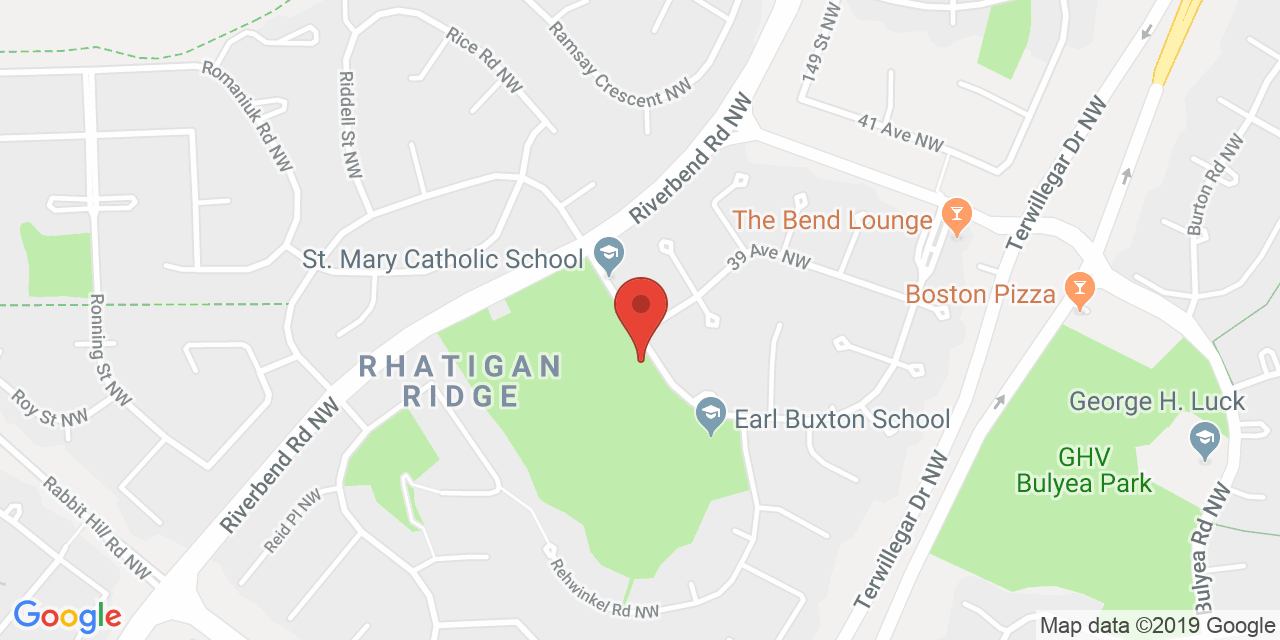 Rice Rd NW
Ramsay Crescent NW
149 St NW
Romaniuk Rd NW
Riddell St NW
41 Ave NW
Riverbend Rd NW
Terwillegar Dr NW
Burton Rd NW
The Bend Lounge
St. Mary Catholic School
39 Ave NW
Boston Pizza
Ronning St NW
RHATIGAN
RIDGE
Roy St NW
George H. Luck
Earl Buxton School
Riverbend Rd NW
GHV
Bulyea Park
Rabbit Hill Rd NW
Reid Pl NW
Terwillegar Dr NW
Bulyea Rd NW
Rehwinkel Rd NW
Google
Map data ©2019 Google